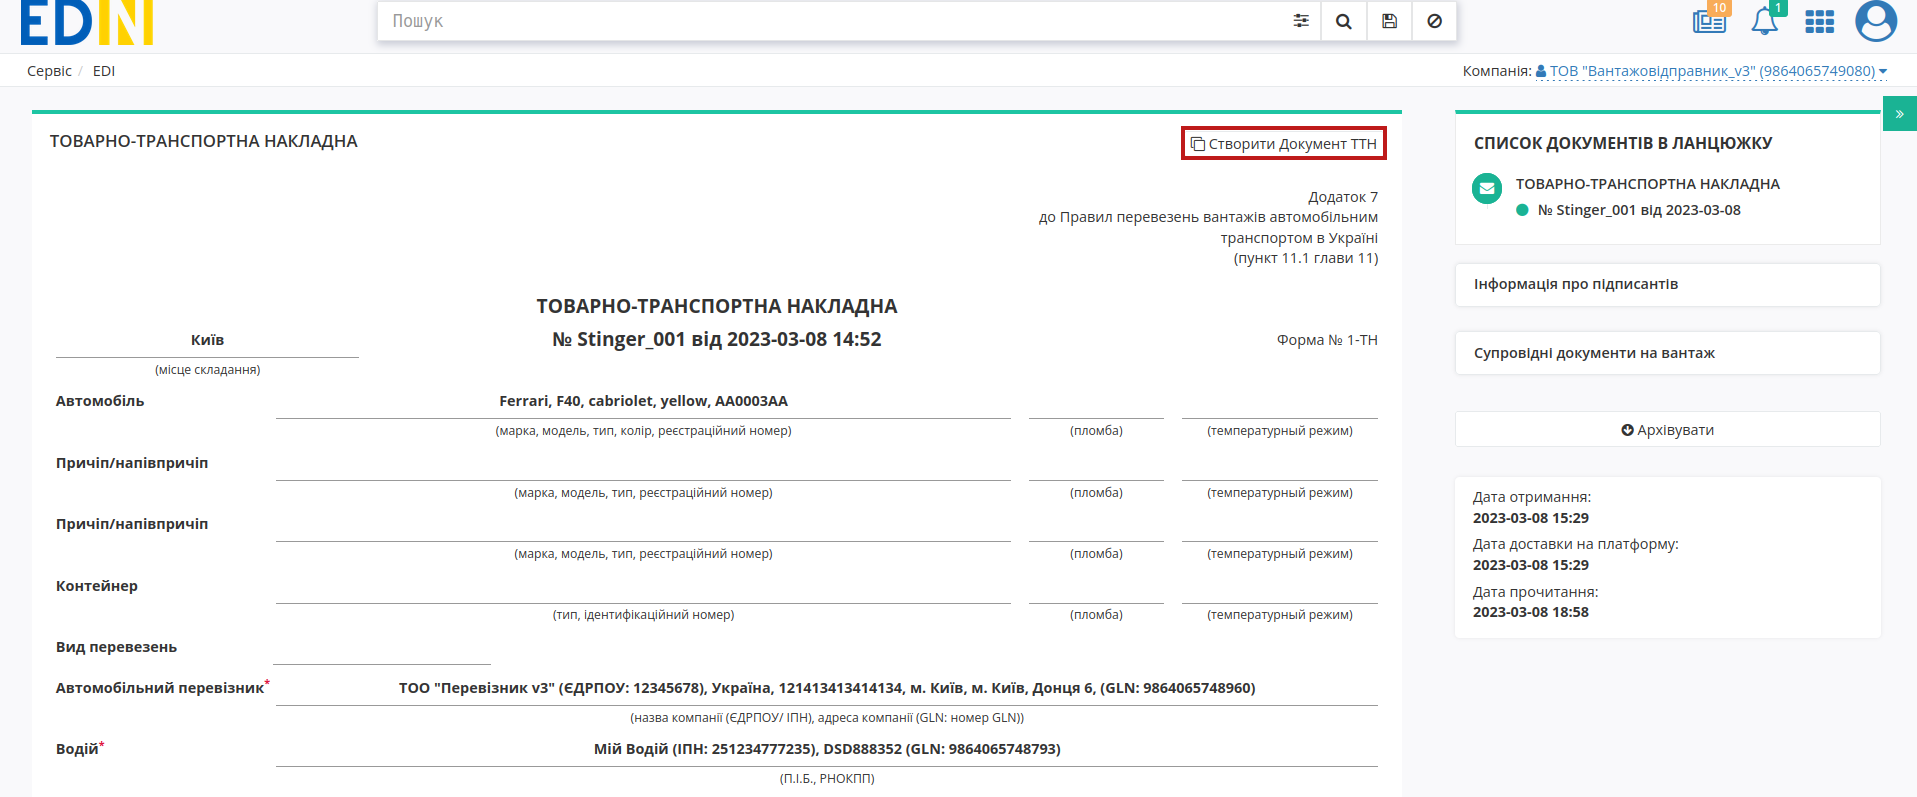 EDIN
Пошук
10
1
Сервіс / EDI
Компанія: ТОВ "Вантажовідправник_v3" (9864065749080)
»
ТОВАРНО-ТРАНСПОРТНА НАКЛАДНА
Створити Документ ТТН
Додаток 7
до Правил перевезень вантажів автомобільним
транспортом в Україні
(пункт 11.1 глави 11)
ТОВАРНО-ТРАНСПОРТНА НАКЛАДНА
Київ
№ Stinger_001 від 2023-03-08 14:52
Форма № 1-ТН
(місце складання)
Автомобіль
Ferrari, F40, cabriolet, yellow, AA0003AA
(марка, модель, тип, колір, реєстраційний номер)
(пломба)
(температурный режим)
Причіп/напівпричіп
(марка, модель, тип, реєстраційний номер)
(пломба)
(температурный режим)
Причіп/напівпричіп
(марка, модель, тип, реєстраційний номер)
(пломба)
(температурный режим)
Контейнер
(тип, ідентифікаційний номер)
(пломба)
(температурный режим)
Вид перевезень
Автомобільний перевізник*
ТОО "Перевізник v3" (ЄДРПОУ: 12345678), Україна, 121413413414134, м. Київ, м. Київ, Донця 6, (GLN: 9864065748960)
(назва компанії (ЄДРПОУ/ ІПН), адреса компанії (GLN: номер GLN))
Водій*
Мій Водій (ІПН: 251234777235), DSD888352 (GLN: 9864065748793)
(П.І.Б., РНОКПП)
СПИСОК ДОКУМЕНТІВ В ЛАНЦЮЖКУ
ТОВАРНО-ТРАНСПОРТНА НАКЛАДНА
№ Stinger_001 від 2023-03-08
Інформація про підписантів
Супровідні документи на вантаж
Архівувати
Дата отримання:
2023-03-08 15:29
Дата доставки на платформу:
2023-03-08 15:29
Дата прочитання:
2023-03-08 18:58